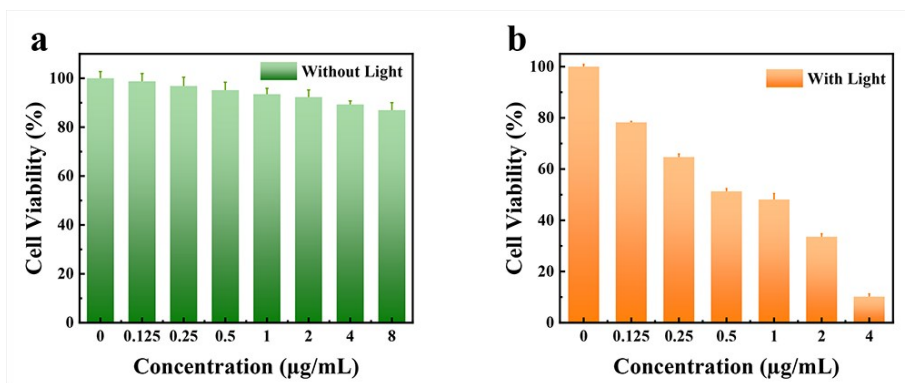 a
Without Light
Cell Viability (%)
100
80
60
40
20
0
0 0.125 0.25 0.5 1 2 4 8
Concentration (μg/mL)
b
With Light
Cell Viability (%)
100
80
60
40
20
0
0 0.125 0.25 0.5 1 2 4
Concentration (μg/mL)